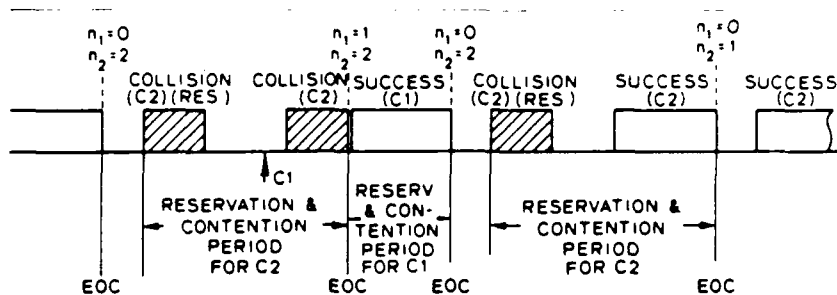 n₁=0
n₂=2
n₁=1
n₂=2
n₁=0
n₂=2
n₁=0
n₂=1
COLLISION
(C2)(RES)
COLLISION
(C2)
SUCCESS
(C1)
COLLISION
(C2)(RES)
SUCCESS
(C2)
SUCCESS
(C2)
C1
RESERVATION &
CONTENTION
PERIOD
FOR C2
RESERV
& CON-
TENTION
PERIOD
FOR C1
RESERVATION &
CONTENTION
PERIOD
FOR C2
EOC
EOC
EOC
EOC